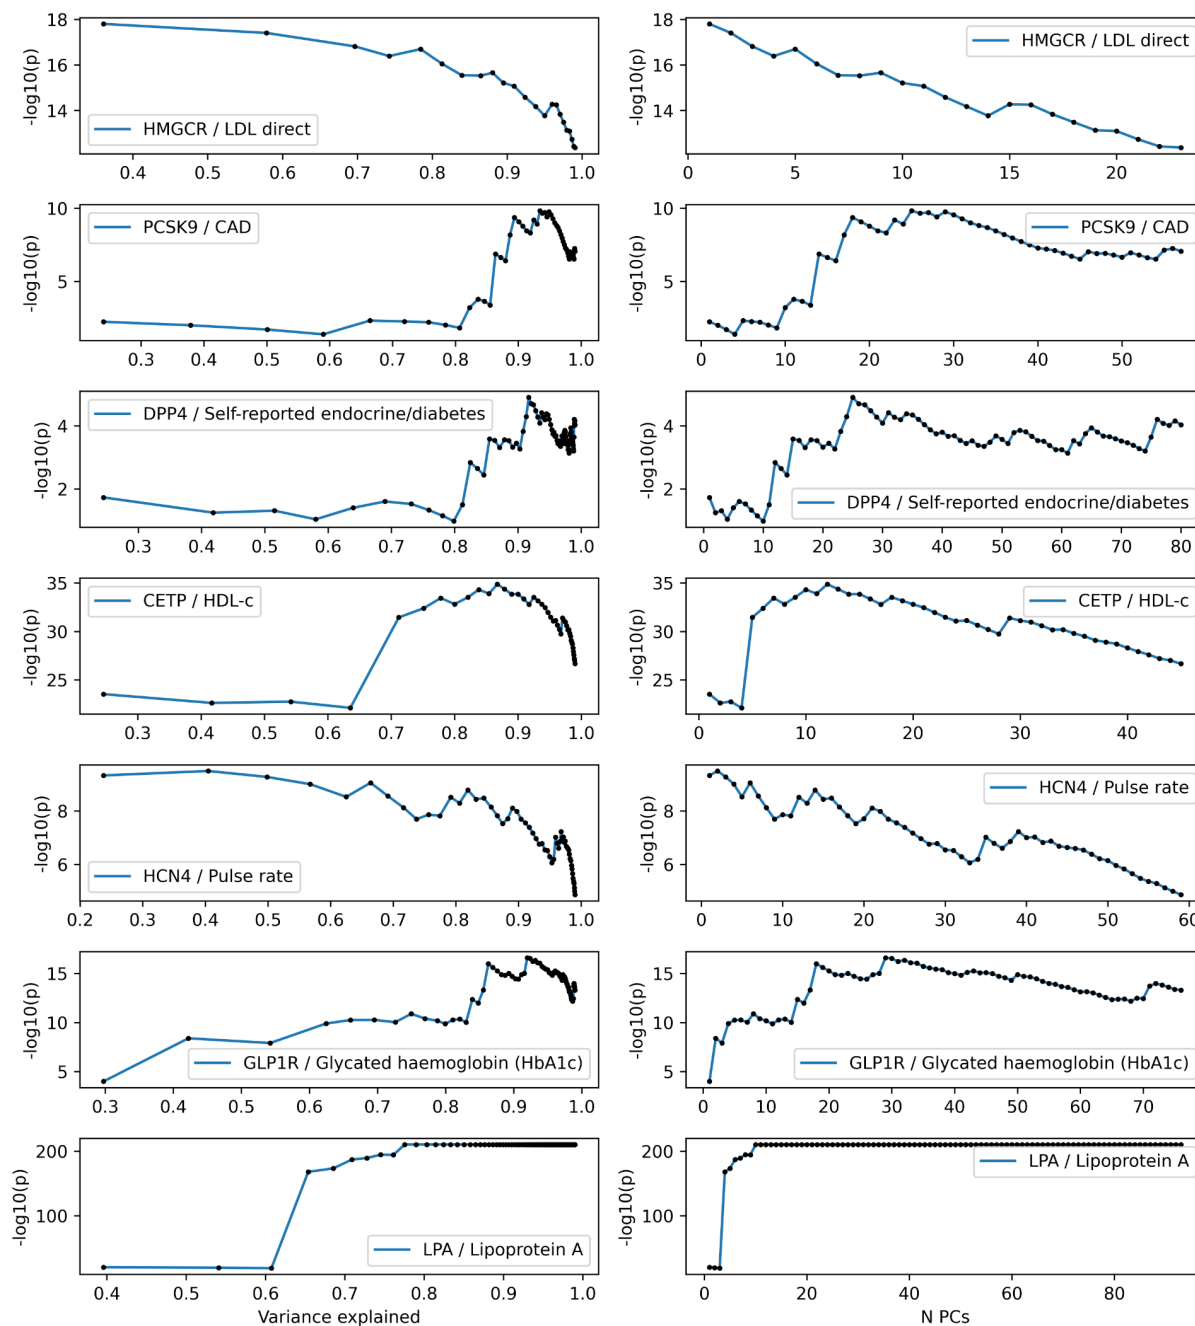 18
16
14
-log10(p)
HMGCR / LDL direct
0.4 0.5 0.6 0.7 0.8 0.9 1.0
18
16
14
-log10(p)
HMGCR / LDL direct
0 5 10 15 20
10
5
-log10(p)
PCSK9 / CAD
0.3 0.4 0.5 0.6 0.7 0.8 0.9 1.0
10
5
-log10(p)
PCSK9 / CAD
0 10 20 30 40 50
4
2
-log10(p)
DPP4 / Self-reported endocrine/diabetes
0.3 0.4 0.5 0.6 0.7 0.8 0.9 1.0
4
2
-log10(p)
DPP4 / Self-reported endocrine/diabetes
0 10 20 30 40 50 60 70 80
35
30
25
-log10(p)
CETP / HDL-c
0.3 0.4 0.5 0.6 0.7 0.8 0.9 1.0
35
30
25
-log10(p)
CETP / HDL-c
0 10 20 30 40
8
6
-log10(p)
HCN4 / Pulse rate
0.2 0.3 0.4 0.5 0.6 0.7 0.8 0.9 1.0
8
6
-log10(p)
HCN4 / Pulse rate
0 10 20 30 40 50 60
15
10
5
-log10(p)
GLP1R / Glycated haemoglobin (HbA1c)
0.3 0.4 0.5 0.6 0.7 0.8 0.9 1.0
15
10
5
-log10(p)
GLP1R / Glycated haemoglobin (HbA1c)
0 10 20 30 40 50 60 70
200
100
-log10(p)
LPA / Lipoprotein A
0.4 0.5 0.6 0.7 0.8 0.9 1.0
Variance explained
200
100
-log10(p)
LPA / Lipoprotein A
0 20 40 60 80
N PCs